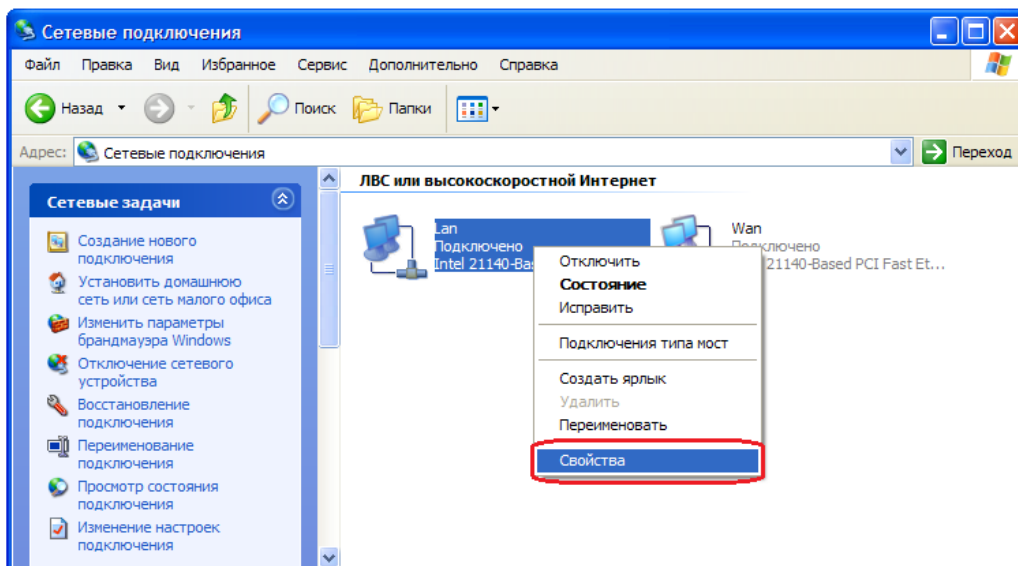 Сетевые подключения
Файл Правка Вид Избранное Сервис Дополнительно Справка
Назад Поиск Папки
Адрес: Сетевые подключения Переход
Сетевые задачи
Создание нового
подключения
Установить домашнюю
сеть или сеть малого офиса
Изменить параметры
брандмауэра Windows
Отключение сетевого
устройства
Восстановление
подключения
Переименование
подключения
Просмотр состояния
подключения
Изменение настроек
подключения
ЛВС или высокоскоростной Интернет
Lan
Подключено
Intel 21140-Bas
Wan
Подключено
21140-Based PCI Fast Et...
Отключить
Состояние
Исправить
Подключения типа мост
Создать ярлык
Удалить
Переименовать
Свойства